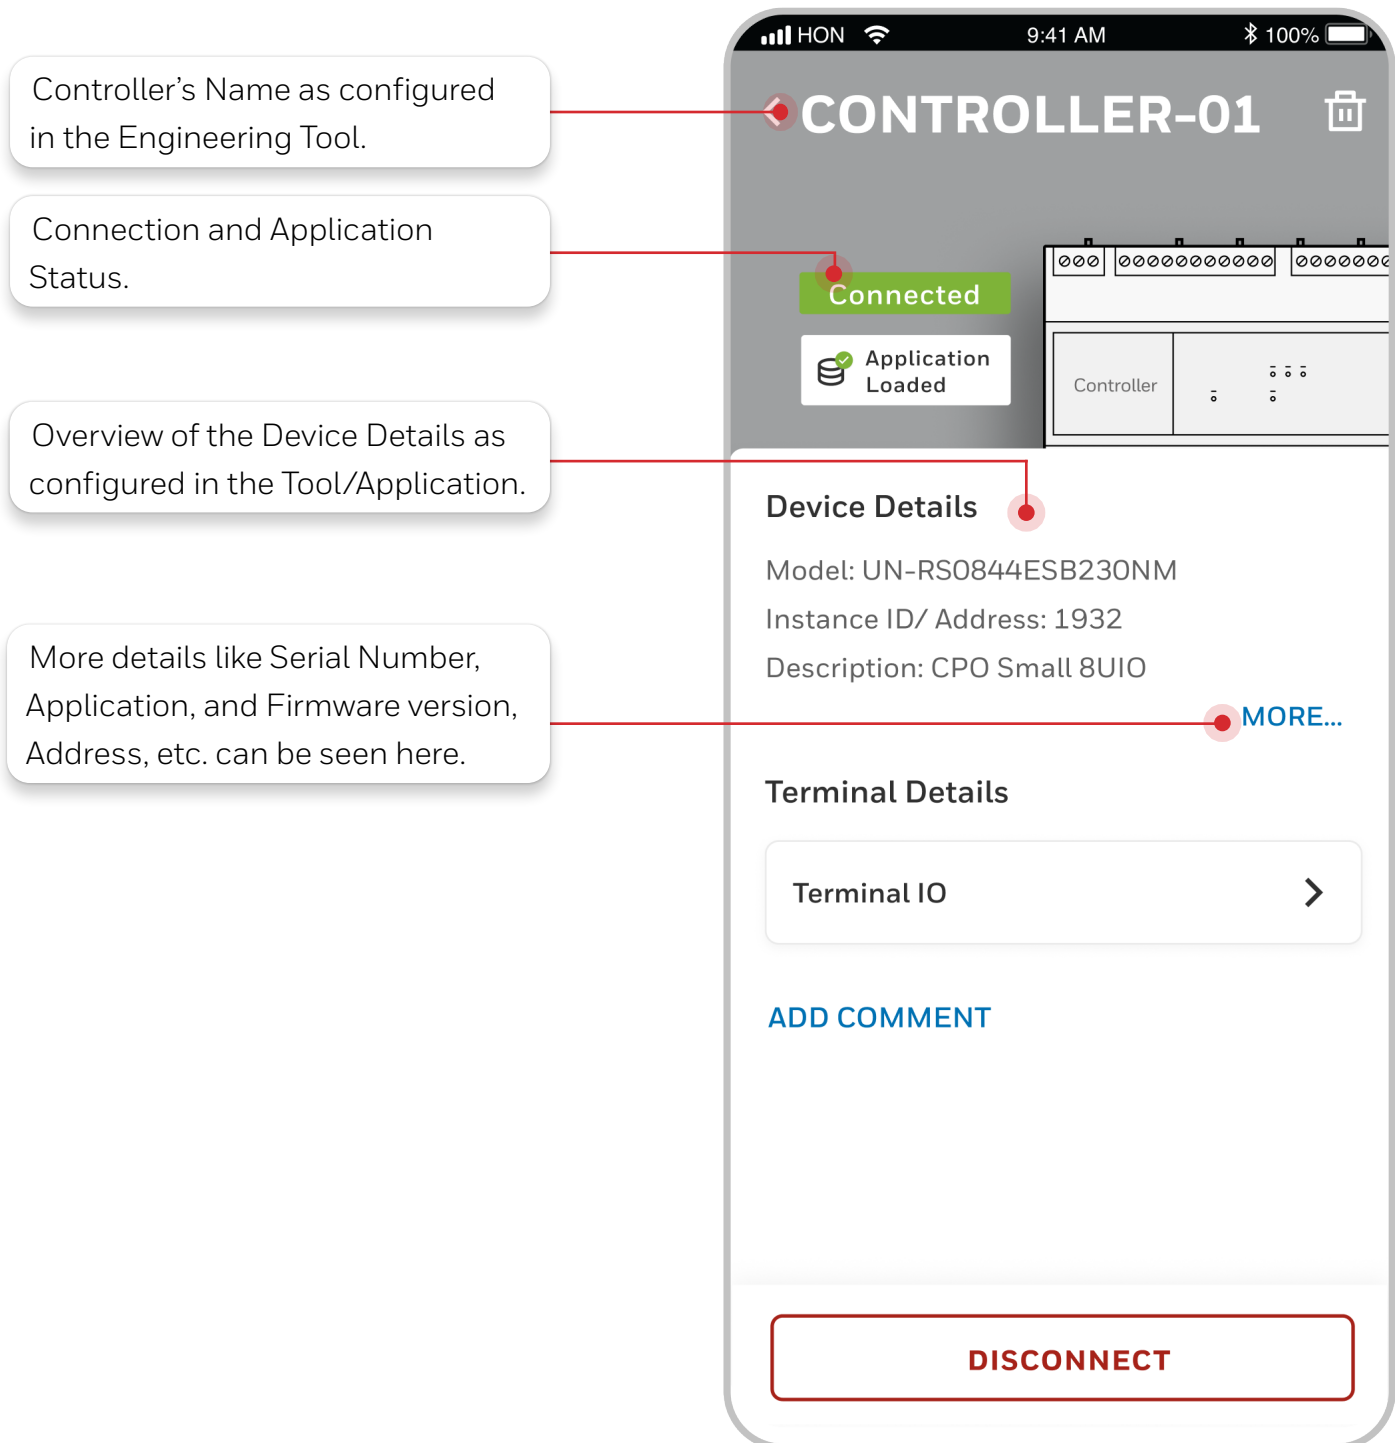 HON
9:41 AM
100%
Controller’s Name as configured
in the Engineering Tool.
CONTROLLER-01
Connection and Application
Status.
Connected
Application
Loaded
Controller
Overview of the Device Details as
configured in the Tool/Application.
Device Details
Model: UN-RS0844ESB230NM
Instance ID/ Address: 1932
Description: CPO Small 8UIO
More details like Serial Number,
Application, and Firmware version,
Address, etc. can be seen here.
MORE...
Terminal Details
Terminal IO
ADD COMMENT
DISCONNECT